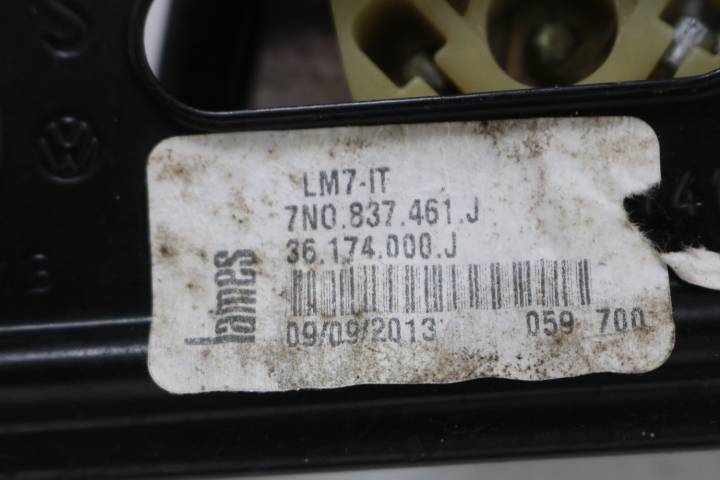 S
LM7-IT
7N0.837.461.J
36.174.000.J
lames
09/09/2013 059 700